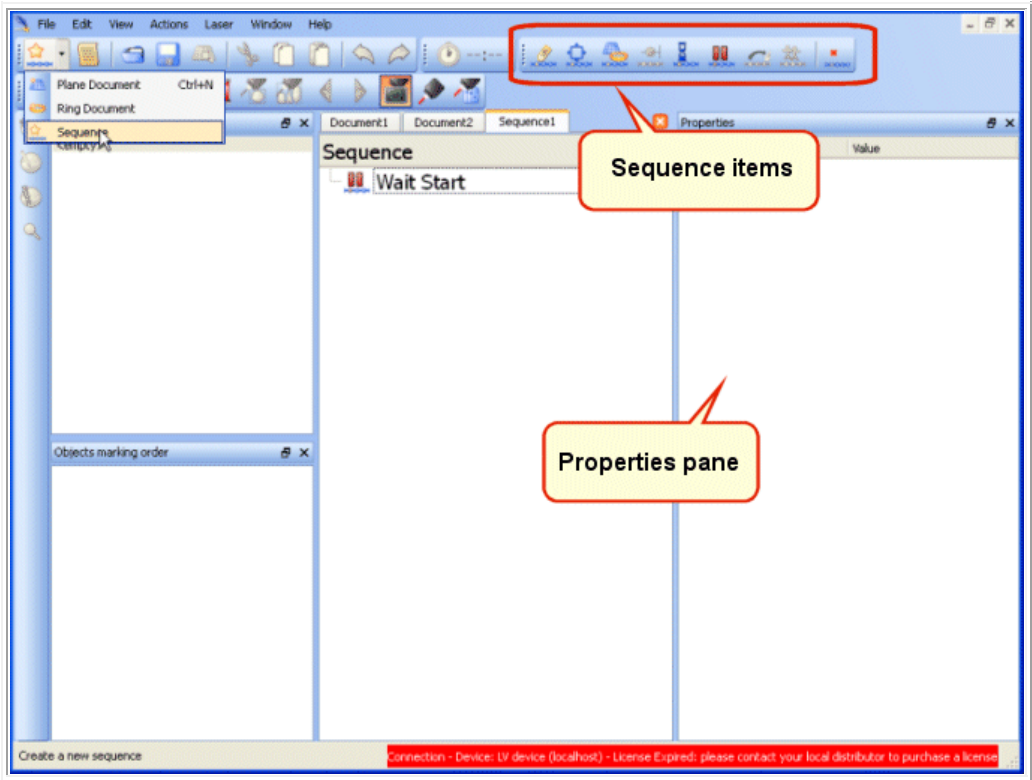 File Edit View Actions Laser Window Help
--:--
Plane Document Ctrl+N
Ring Document
Sequence
<empty>
Document1 Document2 Sequence1
Properties
Value
Sequence
Wait Start
Sequence items
Properties pane
Objects marking order
Create a new sequence
Connection - Device: LV device (localhost) - License Expired: please contact your local distributor to purchase a license